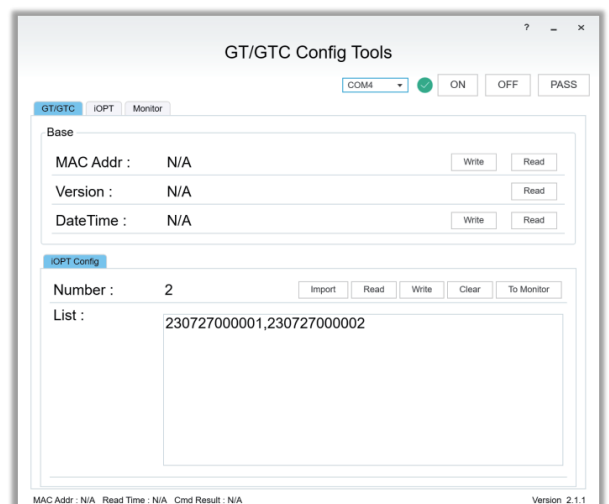 ? _ ×
GT/GTC Config Tools
COM4 ON OFF PASS
GT/GTC iOPT Monitor
Base
MAC Addr : N/A Write Read
Version : N/A Read
DateTime : N/A Write Read
iOPT Config
Number : 2 Import Read Write Clear To Monitor
List : 230727000001,230727000002
MAC Addr : N/A Read Time : N/A Cmd Result : N/A Version 2.1.1